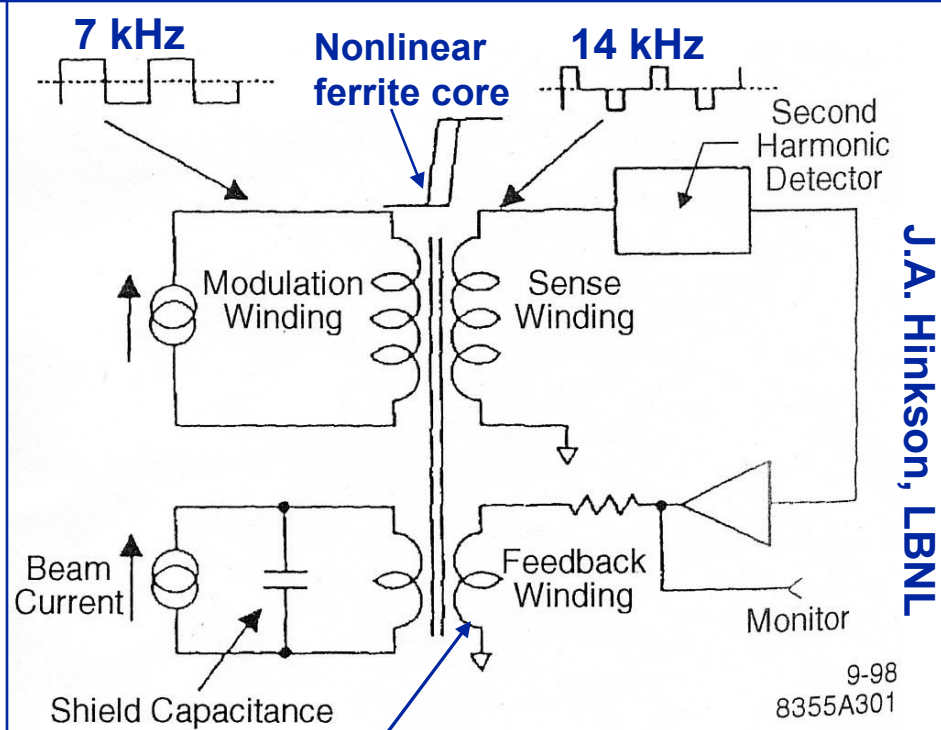 7 kHz
Nonlinear
ferrite core
14 kHz
Second
Harmonic
Detector
Modulation
Winding
Sense
Winding
Beam
Current
Feedback
Winding
Monitor
Shield Capacitance
9-98
8355A301
J.A. Hinkson, LBNL